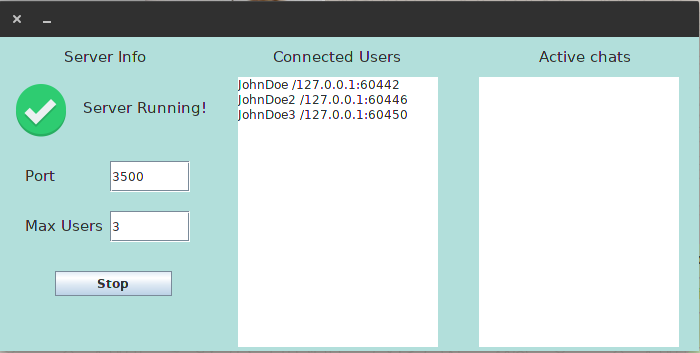 Server Info
Server Running!
Port
3500
Max Users
3
Stop
Connected Users
JohnDoe /127.0.0.1:60442
JohnDoe2 /127.0.0.1:60446
JohnDoe3 /127.0.0.1:60450
Active chats